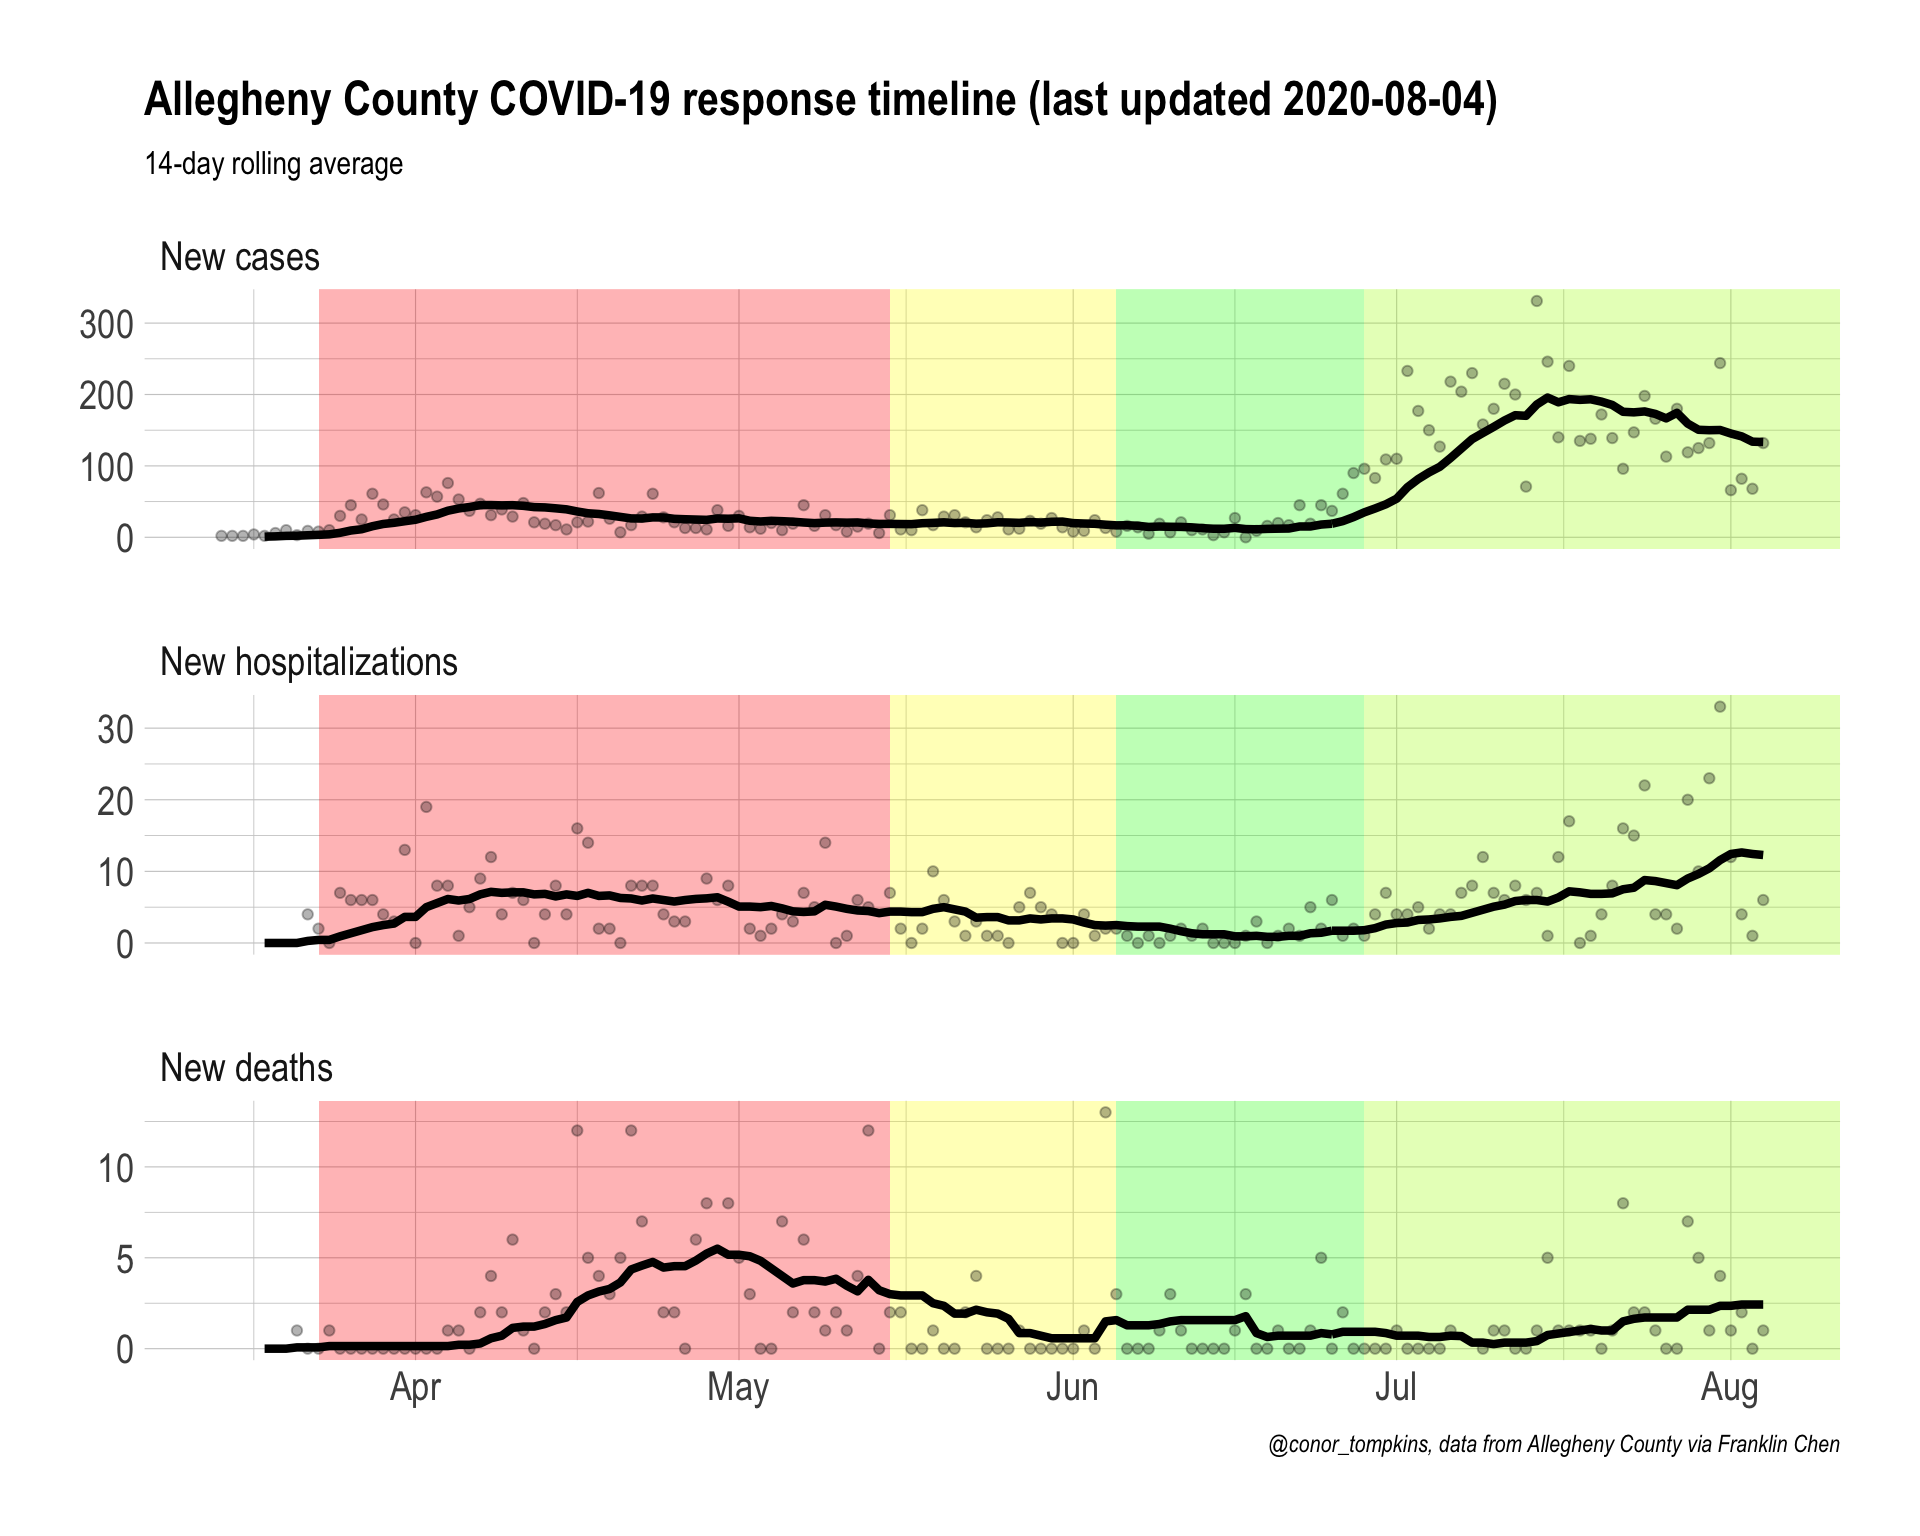 Allegheny County COVID-19 response timeline (last updated 2020-08-04)
14-day rolling average
New cases
300
200
100
0
New hospitalizations
30
20
10
0
New deaths
10
5
0
Apr May Jun Jul Aug
@conor_tompkins, data from Allegheny County via Franklin Chen